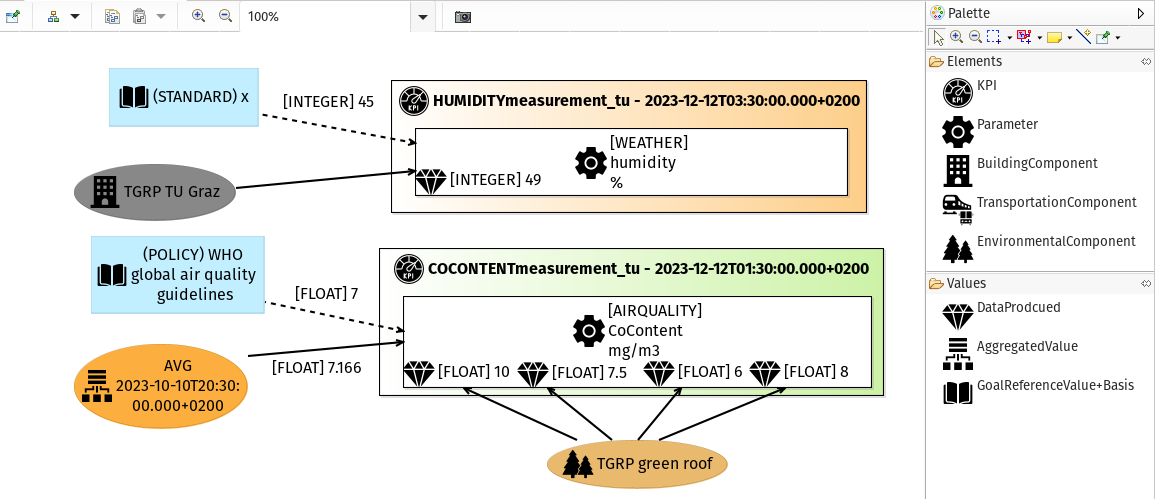 100%
(STANDARD) x
[INTEGER] 45
KPI
HUMIDITYmeasurement_tu - 2023-12-12T03:30:00.000+0200
[WEATHER]
humidity
%
[INTEGER] 49
TGRP TU Graz
(POLICY) WHO
global air quality
guidelines
[FLOAT] 7
KPI
COCONTENTmeasurement_tu - 2023-12-12T01:30:00.000+0200
[AIRQUALITY]
CoContent
mg/m3
[FLOAT] 10
[FLOAT] 7.5
[FLOAT] 6
[FLOAT] 8
AVG
2023-10-10T20:30:
00.000+0200
[FLOAT] 7.166
TGRP green roof
Palette
Elements
KPI
KPI
Parameter
BuildingComponent
TransportationComponent
EnvironmentalComponent
Values
DataProdcued
AggregatedValue
GoalReferenceValue+Basis